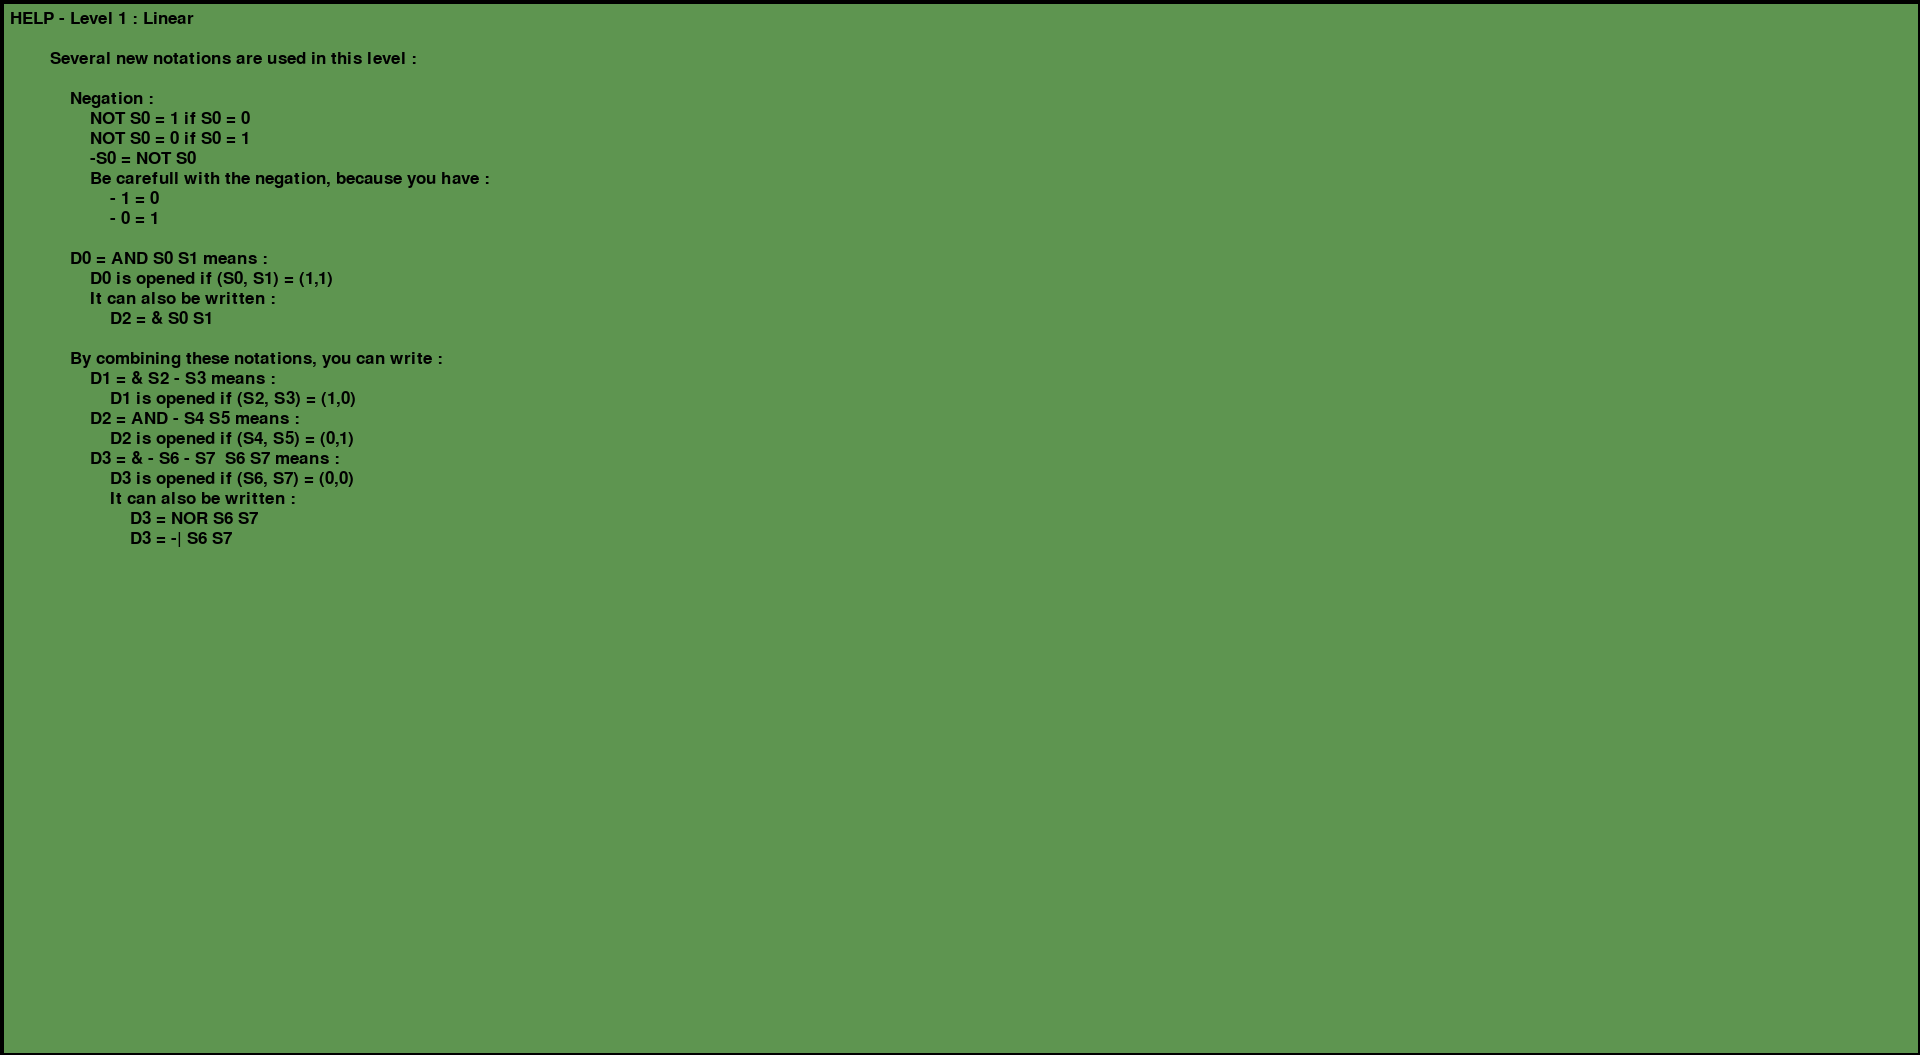 HELP - Level 1 : Linear
Several new notations are used in this level :
Negation :
NOT S0 = 1 if S0 = 0
NOT S0 = 0 if S0 = 1
-S0 = NOT S0
Be carefull with the negation, because you have :
- 1 = 0
- 0 = 1
D0 = AND S0 S1 means :
D0 is opened if (S0, S1) = (1,1)
It can also be written :
D2 = & S0 S1
By combining these notations, you can write :
D1 = & S2 - S3 means :
D1 is opened if (S2, S3) = (1,0)
D2 = AND - S4 S5 means :
D2 is opened if (S4, S5) = (0,1)
D3 = & - S6 - S7  S6 S7 means :
D3 is opened if (S6, S7) = (0,0)
It can also be written :
D3 = NOR S6 S7
D3 = -| S6 S7